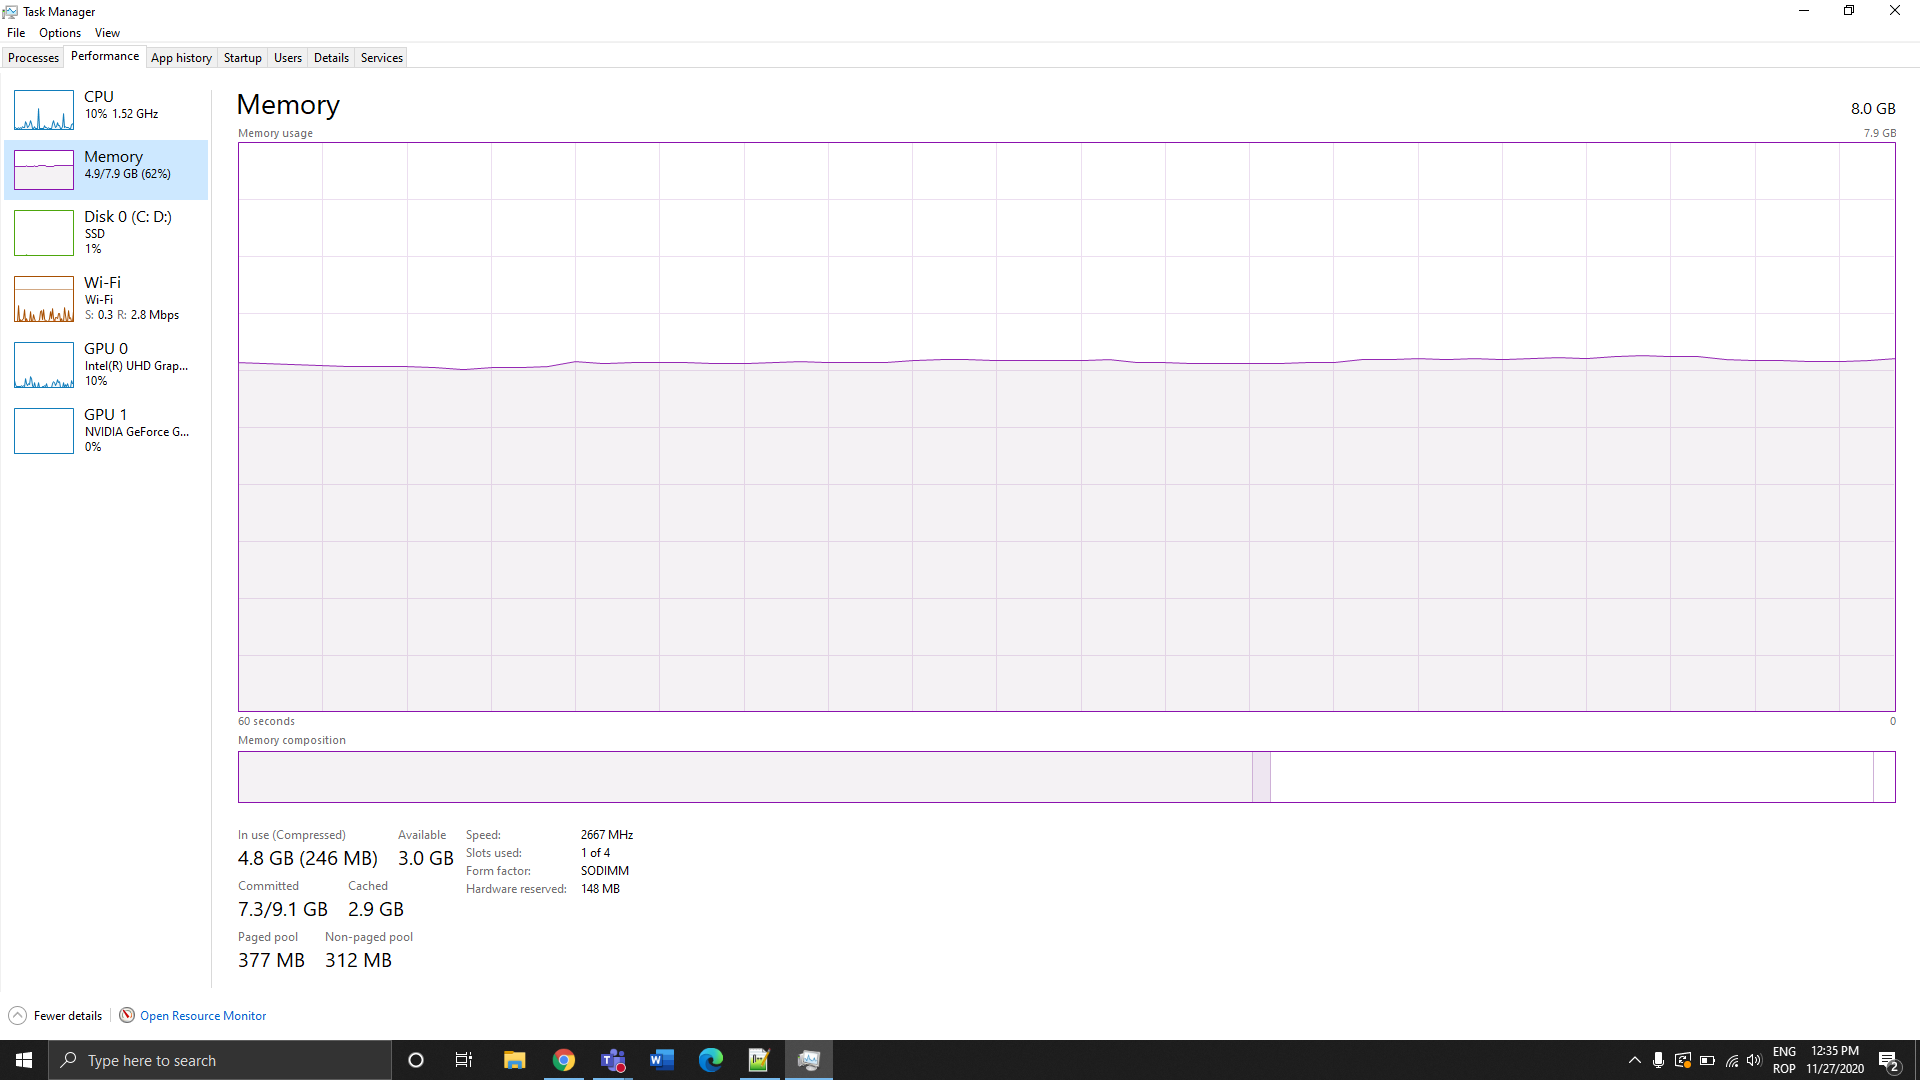 Task Manager
File Options View
Processes Performance App history Startup Users Details Services
CPU
10% 1.52 GHz
Memory
4.9/7.9 GB (62%)
Disk 0 (C: D:)
SSD
1%
Wi-Fi
Wi-Fi
S: 0.3 R: 2.8 Mbps
GPU 0
Intel(R) UHD Grap...
10%
GPU 1
NVIDIA GeForce G...
0%
Memory 8.0 GB
Memory usage 7.9 GB
60 seconds 0
Memory composition
In use (Compressed) Available
4.8 GB (246 MB) 3.0 GB
Committed Cached
7.3/9.1 GB 2.9 GB
Paged pool Non-paged pool
377 MB 312 MB
Speed: 2667 MHz
Slots used: 1 of 4
Form factor: SODIMM
Hardware reserved: 148 MB
Fewer details Open Resource Monitor
Type here to search
ENG
ROP
12:35 PM
11/27/2020
2